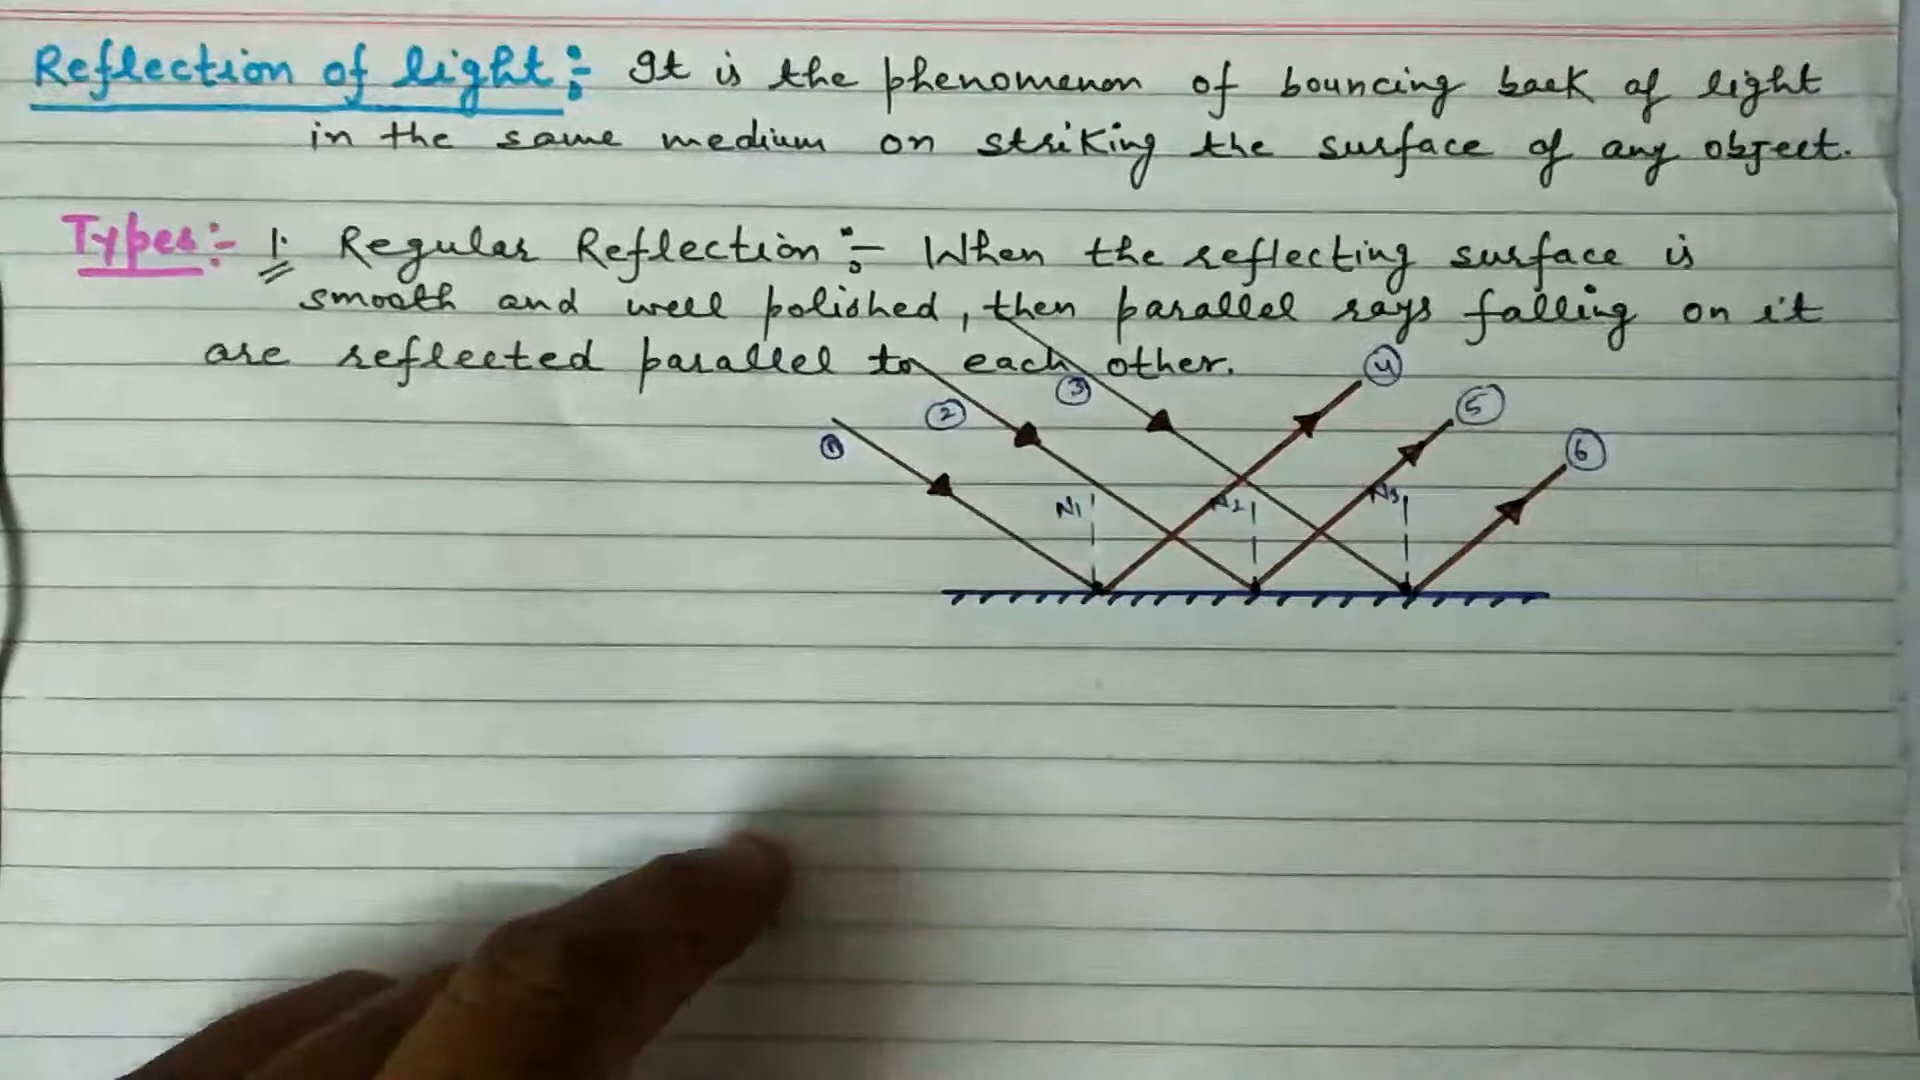 Reflection of light :- It is the phenomenon of bouncing back of light
in the same medium on striking the surface of any object.
Types :- 1. Regular Reflection :- When the reflecting surface is
smooth and well polished, then parallel rays falling on it
are reflected parallel to each other.
4
3
5
2
1
6
N3
N2
N1